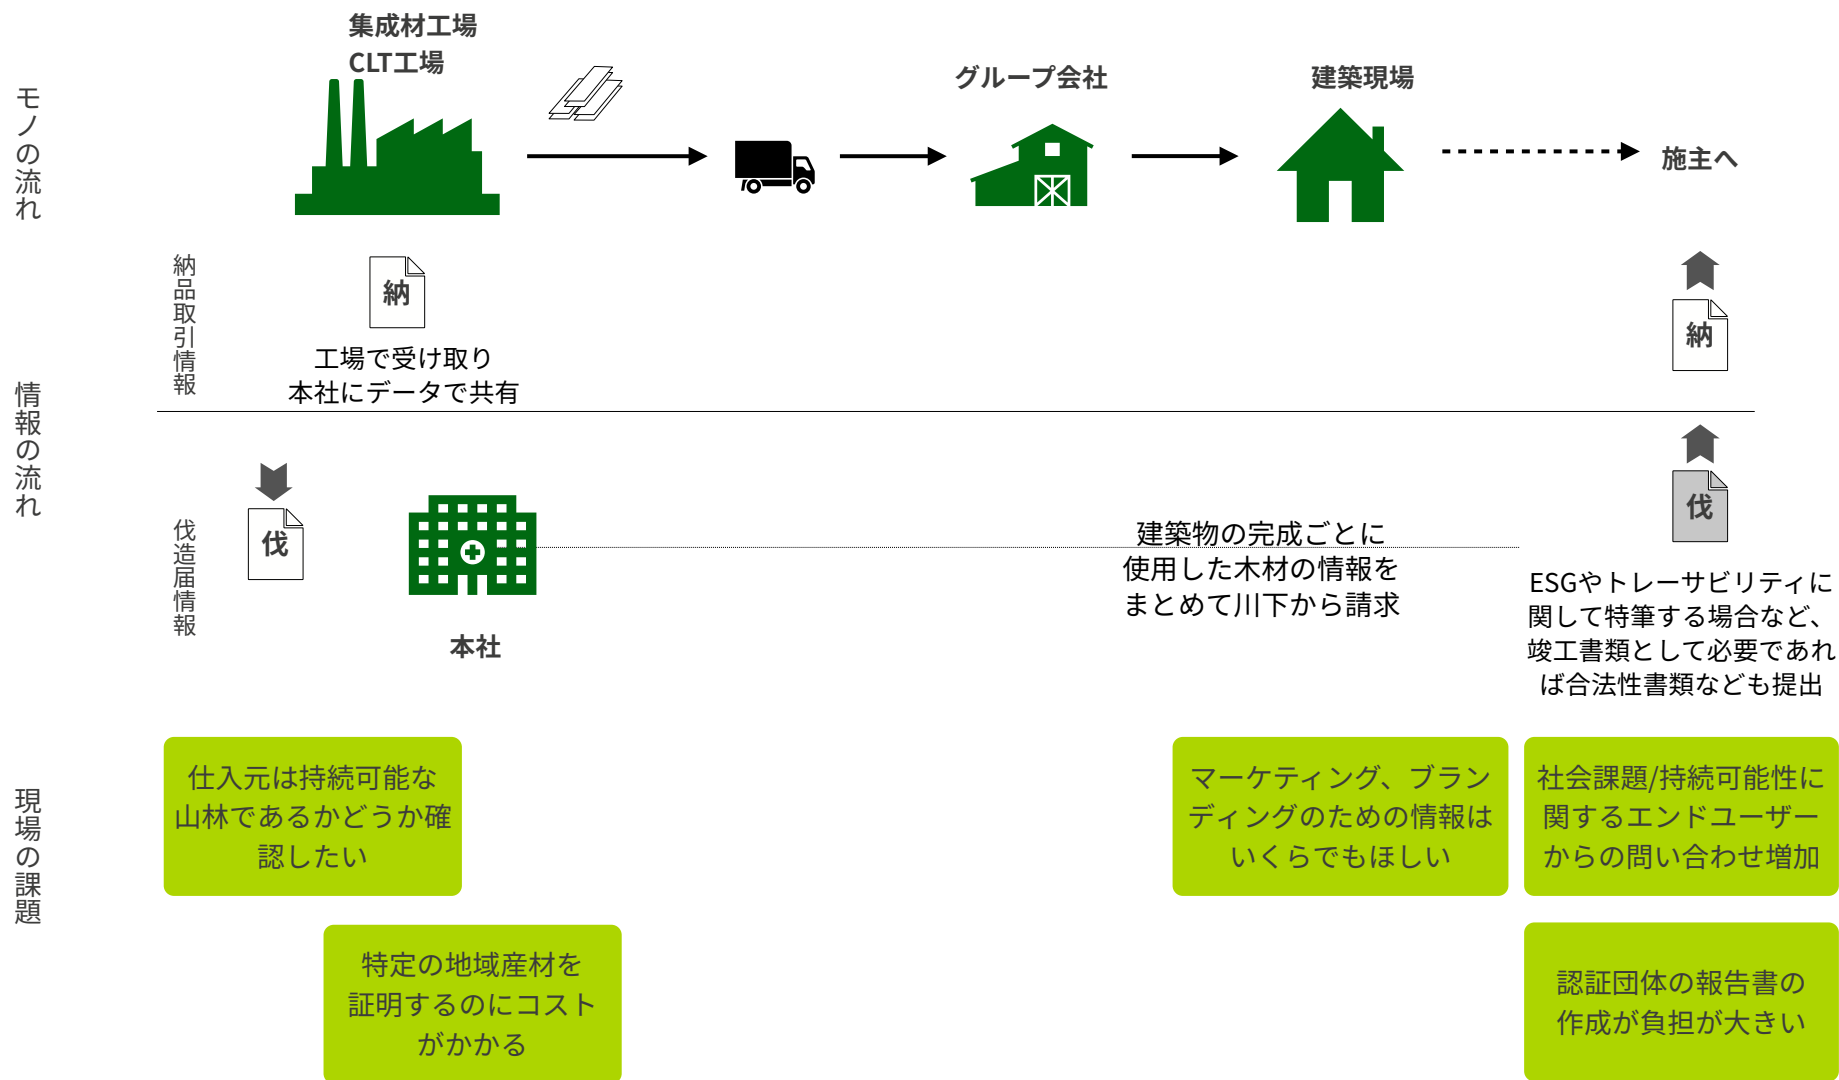 集成材工場
CLT工場
グループ会社
建築現場
施主へ
モノの流れ
納品取引情報
納
工場で受け取り
本社にデータで共有
納
情報の流れ
伐造届情報
伐
本社
建築物の完成ごとに
使用した木材の情報を
まとめて川下から請求
伐
ESGやトレーサビリティに
関して特筆する場合など、
竣工書類として必要であれ
ば合法性書類なども提出
現場の課題
仕入元は持続可能な
山林であるかどうか確
認したい
特定の地域産材を
証明するのにコスト
がかかる
マーケティング、ブラン
ディングのための情報は
いくらでもほしい
社会課題/持続可能性に
関するエンドユーザー
からの問い合わせ増加
認証団体の報告書の
作成が負担が大きい